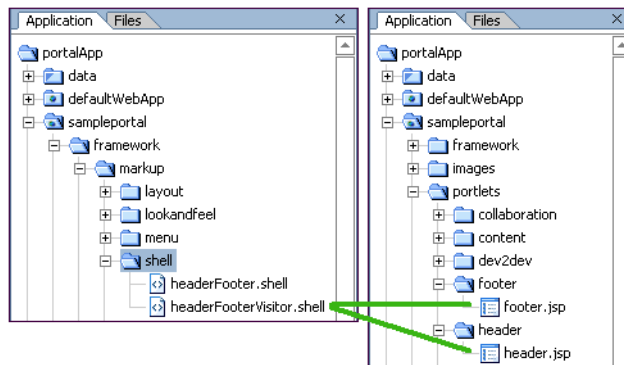 Application Files
portalApp
data
defaultWebApp
sampleportal
framework
markup
layout
lookandfeel
menu
shell
headerFooter.shell
headerFooterVisitor.shell
Application Files
portalApp
data
defaultWebApp
sampleportal
framework
images
portlets
collaboration
content
dev2dev
footer
footer.jsp
header
header.jsp